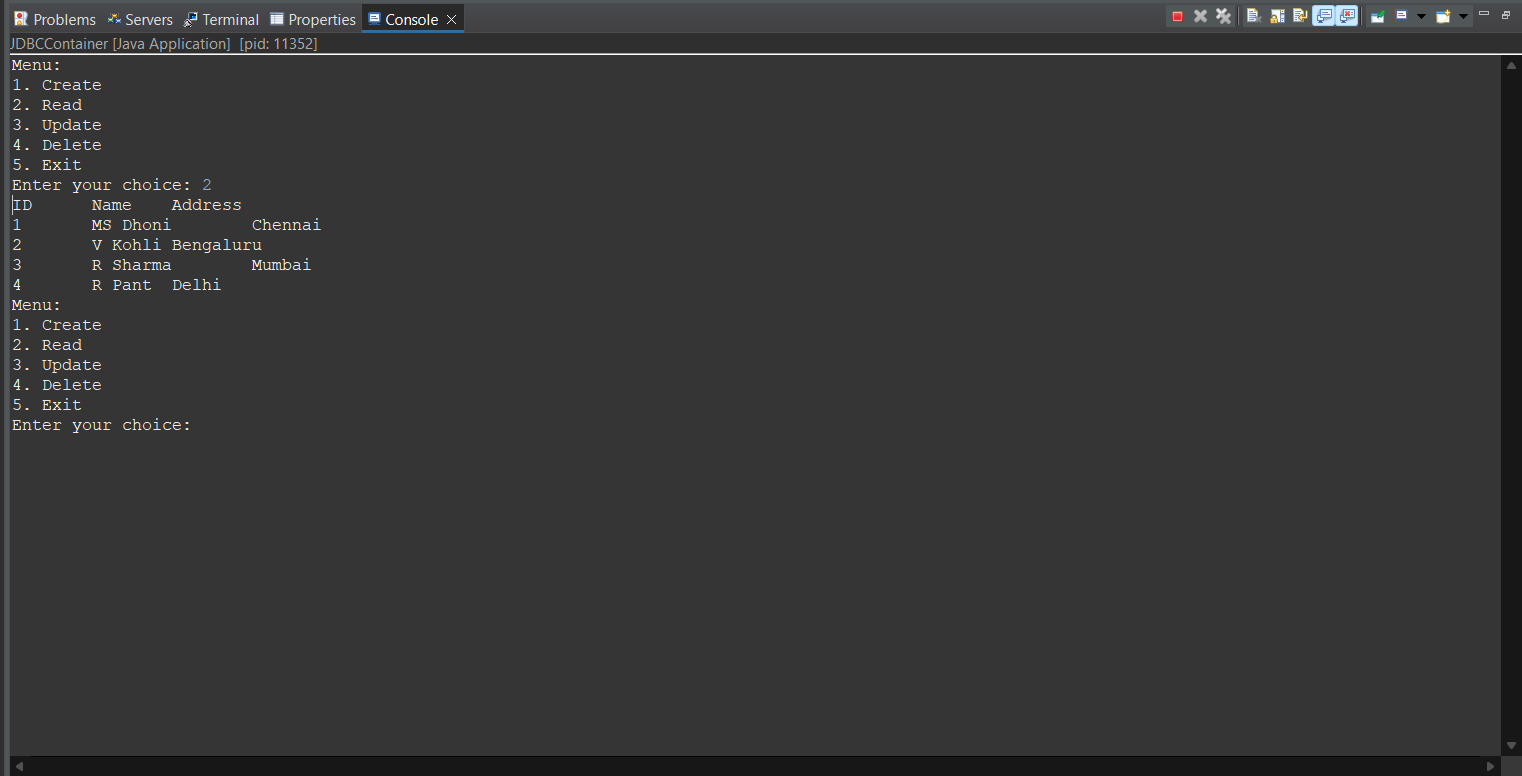 Problems Servers Terminal Properties Console
JDBCContainer [Java Application] [pid: 11352]
Menu:
1. Create
2. Read
3. Update
4. Delete
5. Exit
Enter your choice: 2
ID Name Address
1 MS Dhoni Chennai
2 V Kohli Bengaluru
3 R Sharma Mumbai
4 R Pant Delhi
Menu:
1. Create
2. Read
3. Update
4. Delete
5. Exit
Enter your choice: